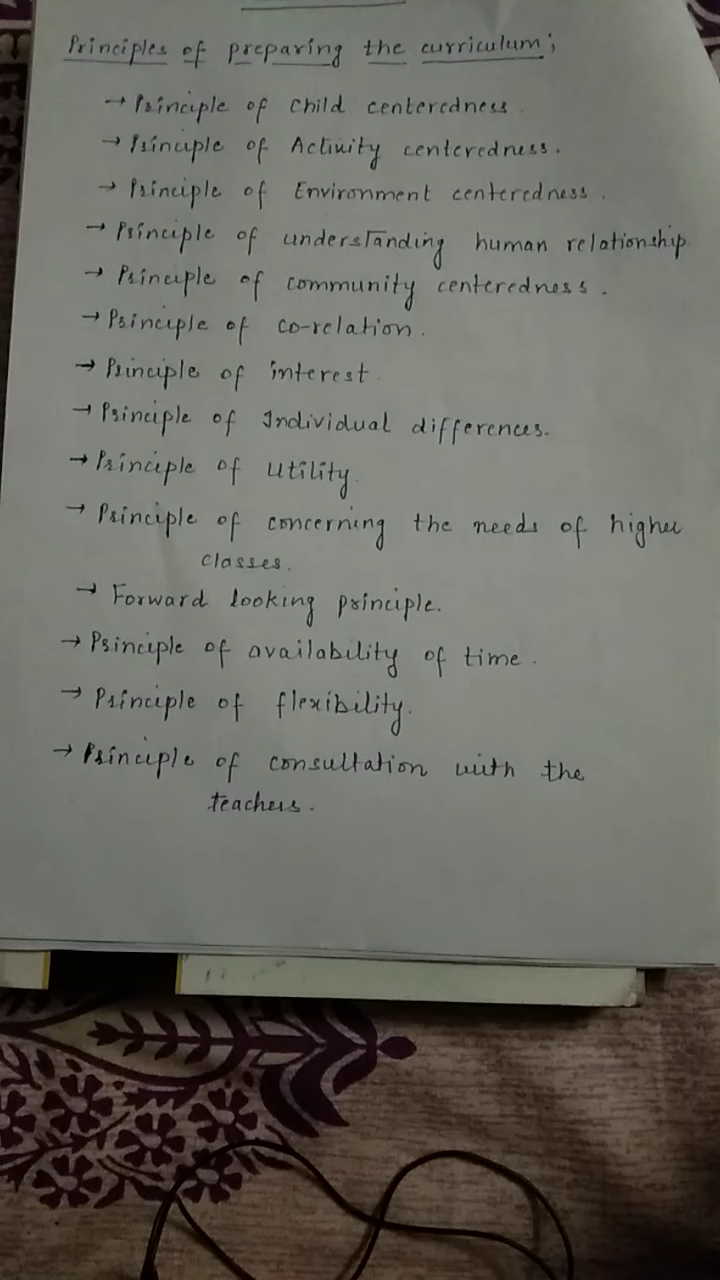 Principles of preparing the curriculum;
→ Principle of child centeredness.
→ Principle of Activity centeredness.
→ Principle of Environment centeredness.
→ Principle of understanding human relationship.
→ Principle of community centeredness.
→ Principle of co-relation.
→ Principle of interest.
→ Principle of Individual differences.
→ Principle of Utility.
→ Principle of concerning the needs of higher
classes.
→ Forward looking principle.
→ Principle of availability of time.
→ Principle of flexibility.
→ Principle of consultation with the
teachers.